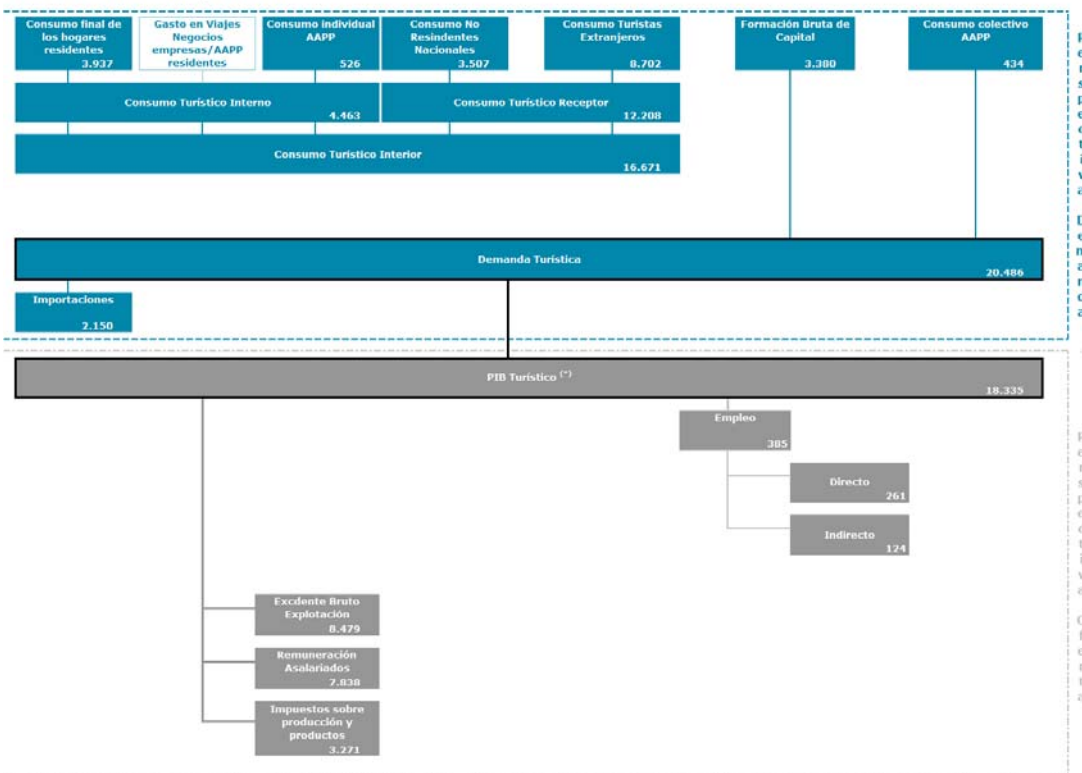 Consumo final de
los hogares
residentes
3.937
Gasto en Viajes
Negocios
empresas/AAPP
residentes
Consumo individual
AAPP
526
Consumo No
Resindentes
Nacionales
3.507
Consumo Turistas
Extranjeros
8.702
Formación Bruta de
Capital
3.380
Consumo colectivo
AAPP
434
Consumo Turístico Interno
4.463
Consumo Turístico Receptor
12.208
Consumo Turístico Interior
16.671
Demanda Turística
20.486
Importaciones
2.150
PIB Turístico (*)
18.335
Empleo
385
Directo
261
Indirecto
124
Excdente Bruto
Explotación
8.479
Remuneración
Asalariados
7.838
Impuestos sobre
producción y
productos
3.271